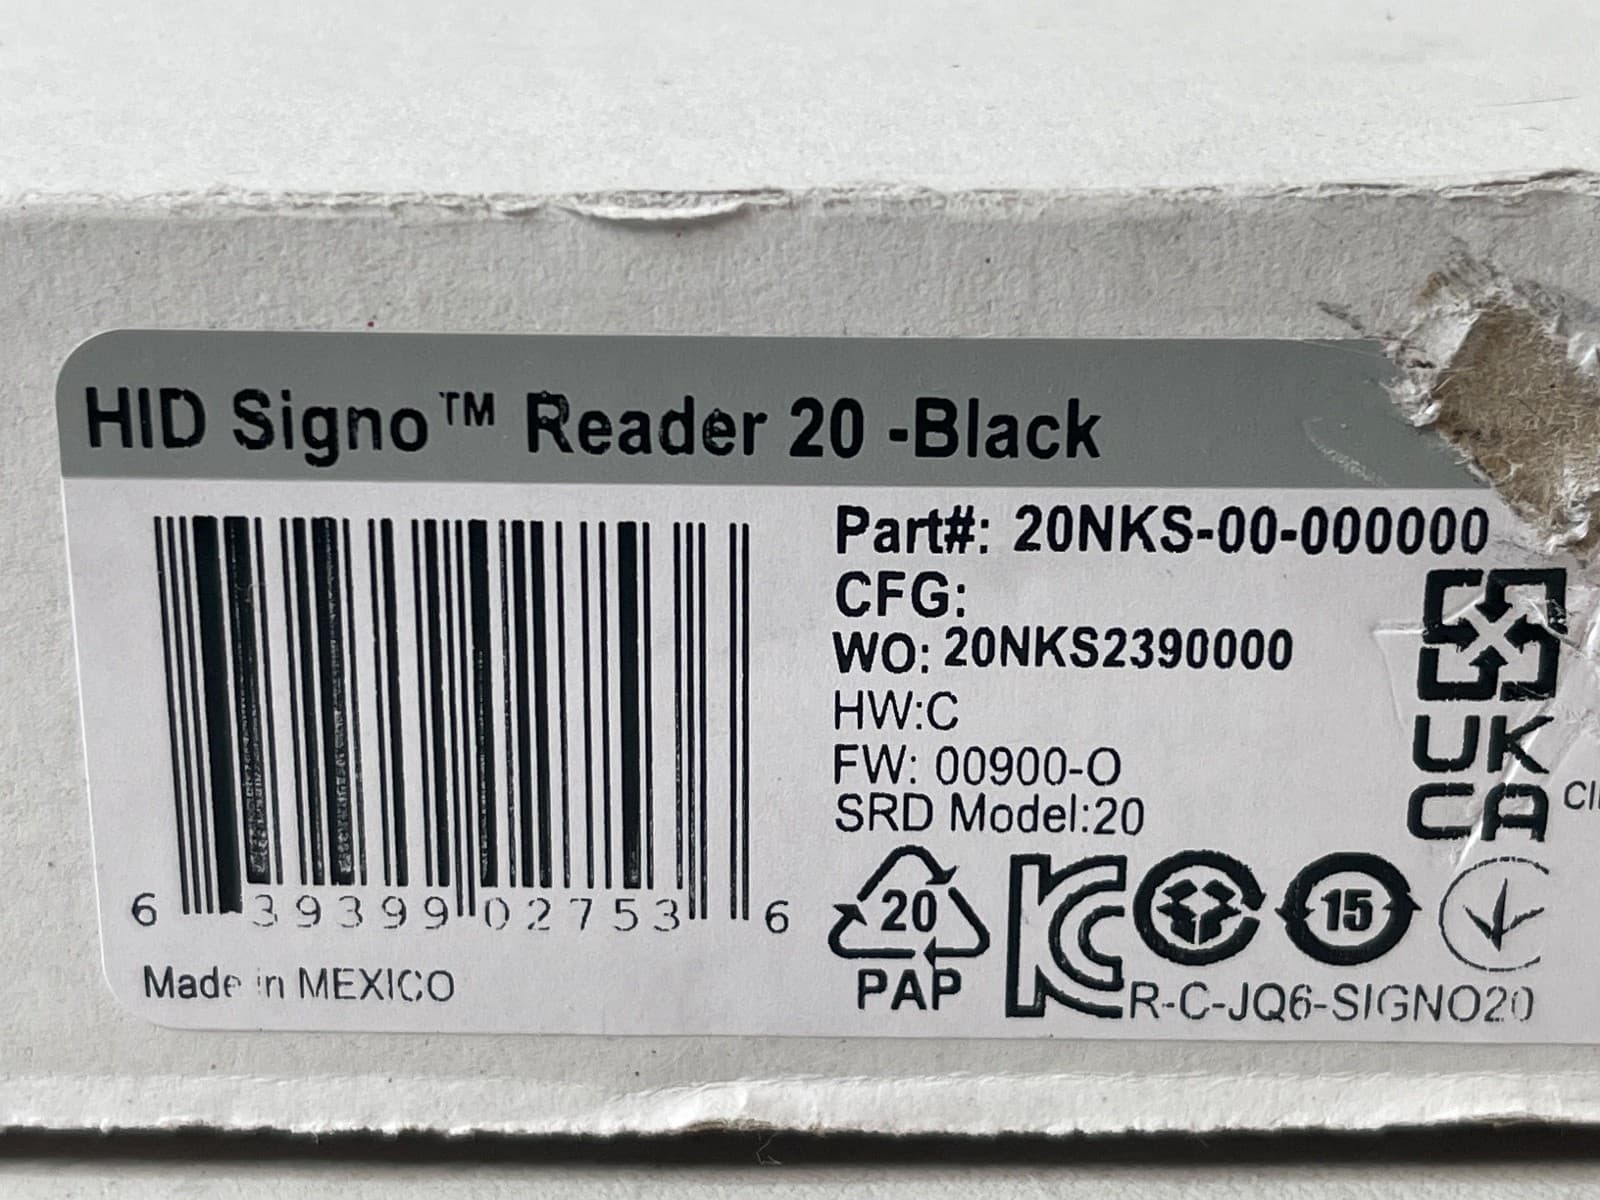 HID Signo™ Reader 20 -Black
Part#: 20NKS-00-000000
CFG:
WO: 20NKS2390000
HW:C
FW: 00900-O
SRD Model:20
UK
CA
6 39399 02753 6
Made in MEXICO
20
PAP
KC
15
R-C-JQ6-SIGNO20